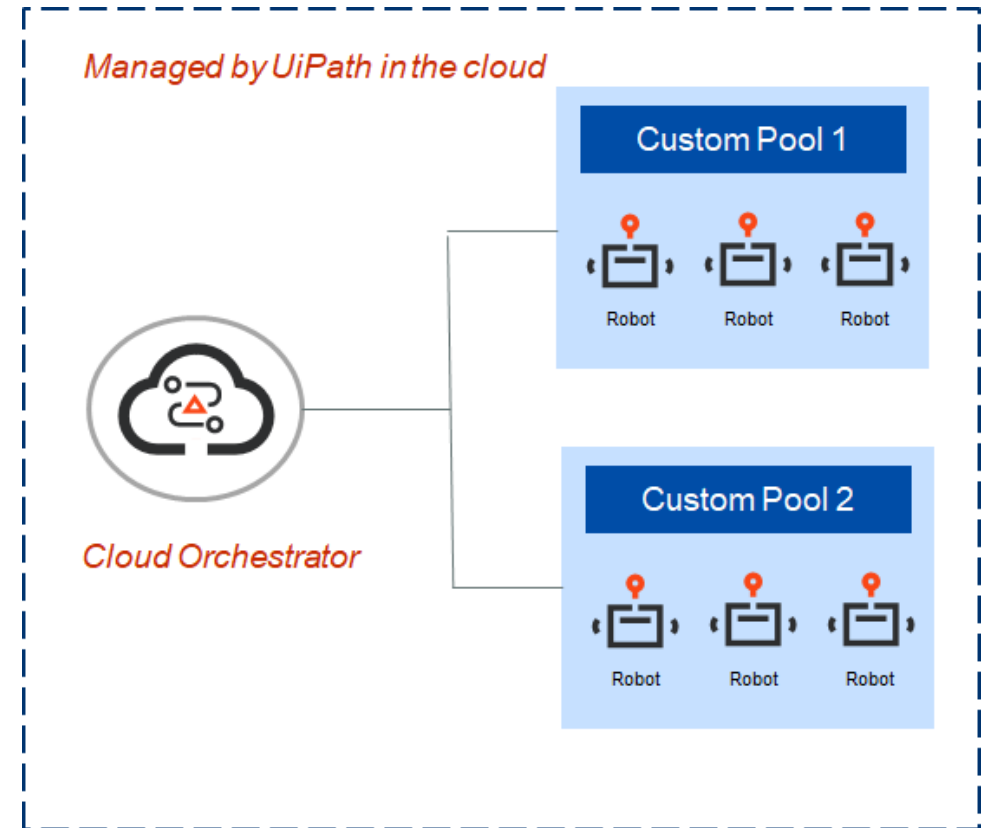 Managed by UiPath in the cloud
Custom Pool 1
Robot Robot Robot
Cloud Orchestrator
Custom Pool 2
Robot Robot Robot